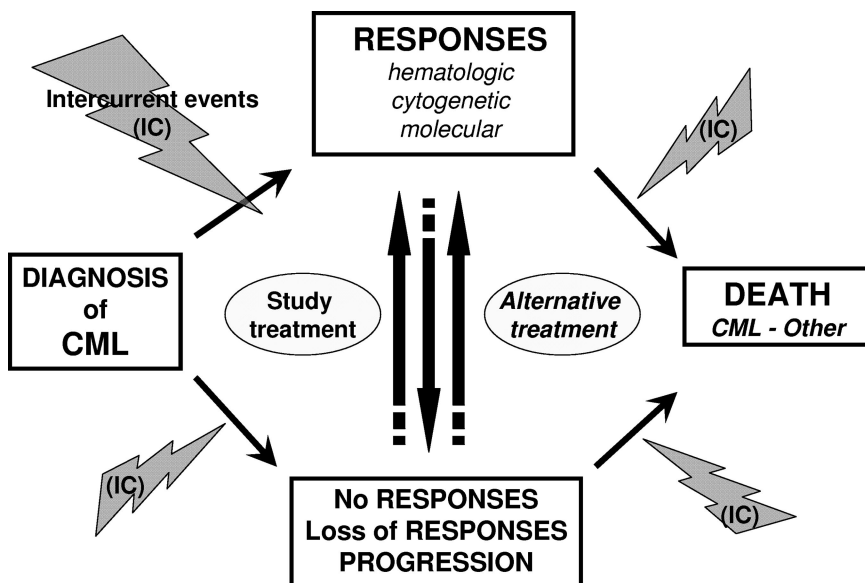 RESPONSES
hematologic
cytogenetic
molecular
Intercurrent events
(IC)
(IC)
DIAGNOSIS
of
CML
Study
treatment
Alternative
treatment
DEATH
CML - Other
(IC)
(IC)
No RESPONSES
Loss of RESPONSES
PROGRESSION